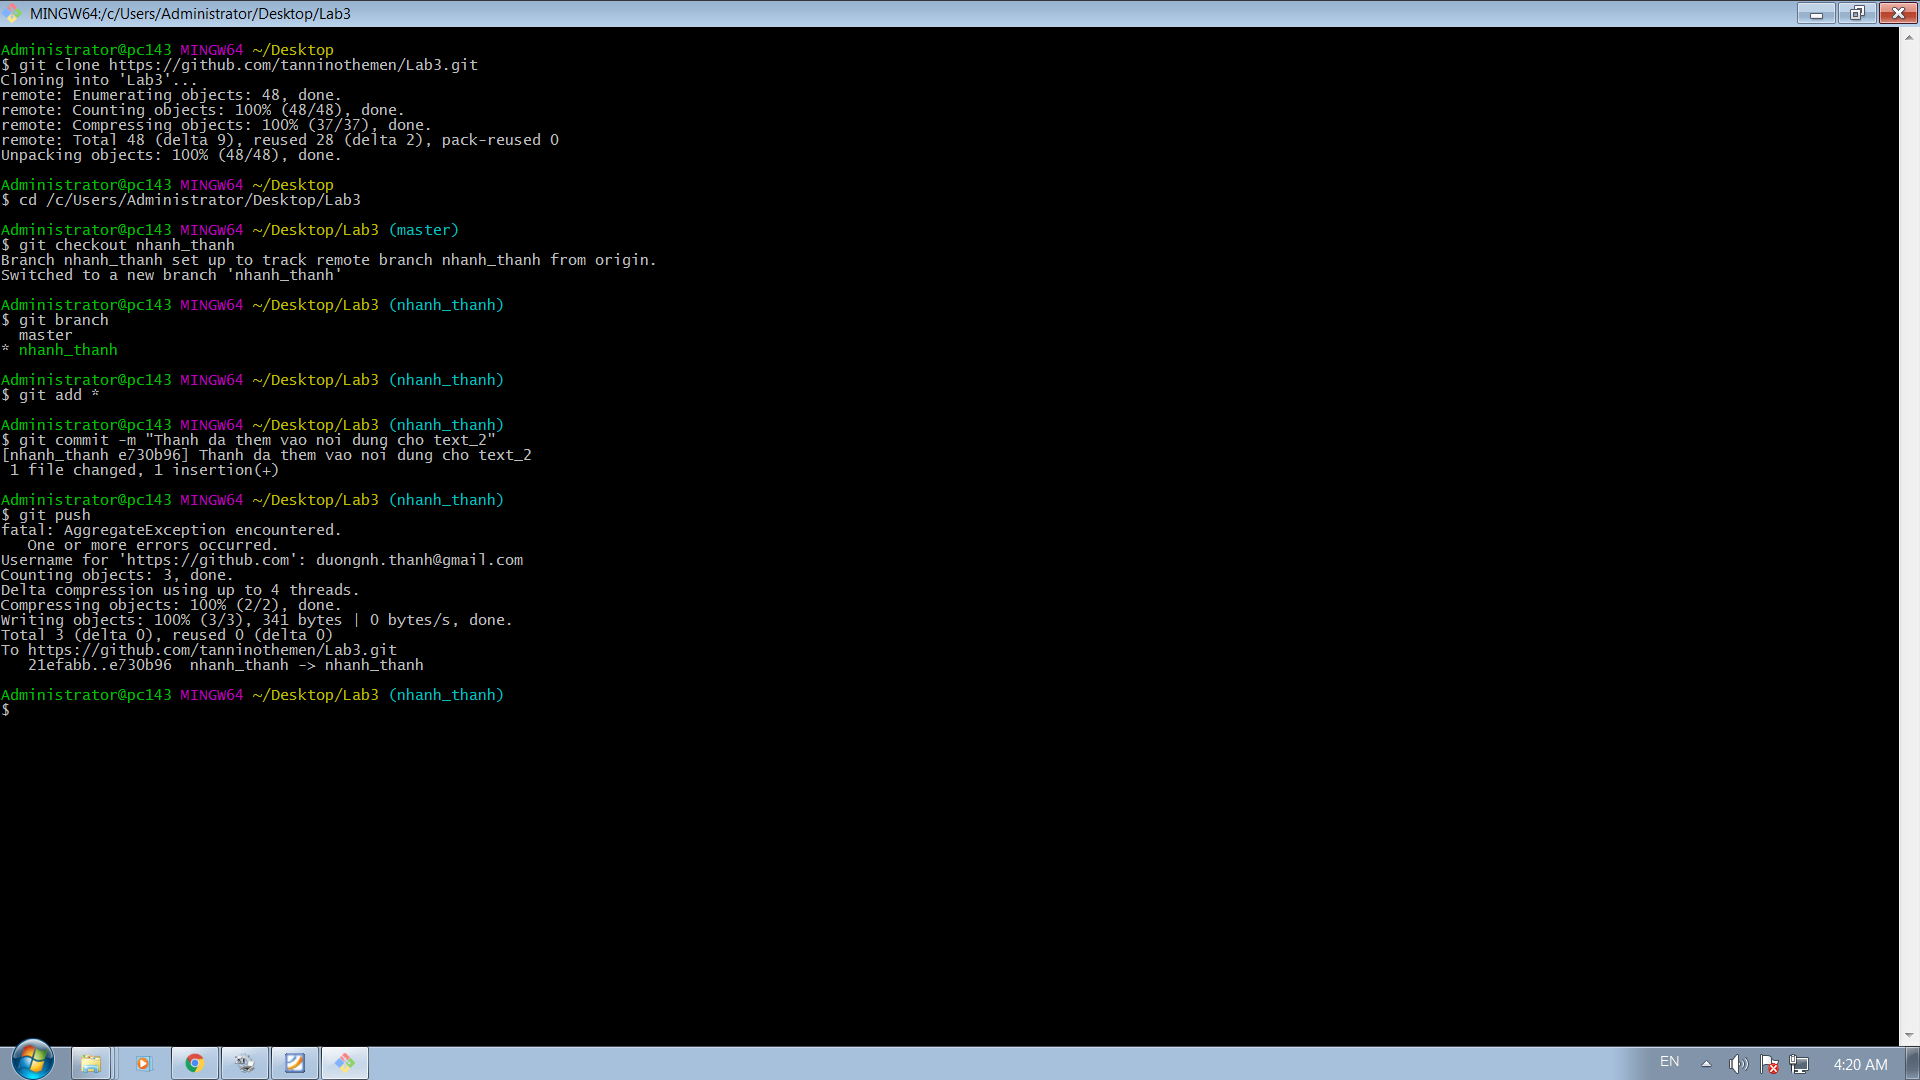 MINGW64:/c/Users/Administrator/Desktop/Lab3
Administrator@pc143 MINGW64 ~/Desktop
$ git clone https://github.com/tanninothemen/Lab3.git
Cloning into 'Lab3'...
remote: Enumerating objects: 48, done.
remote: Counting objects: 100% (48/48), done.
remote: Compressing objects: 100% (37/37), done.
remote: Total 48 (delta 9), reused 28 (delta 2), pack-reused 0
Unpacking objects: 100% (48/48), done.
Administrator@pc143 MINGW64 ~/Desktop
$ cd /c/Users/Administrator/Desktop/Lab3
Administrator@pc143 MINGW64 ~/Desktop/Lab3 (master)
$ git checkout nhanh_thanh
Branch nhanh_thanh set up to track remote branch nhanh_thanh from origin.
Switched to a new branch 'nhanh_thanh'
Administrator@pc143 MINGW64 ~/Desktop/Lab3 (nhanh_thanh)
$ git branch
  master
* nhanh_thanh
Administrator@pc143 MINGW64 ~/Desktop/Lab3 (nhanh_thanh)
$ git add *
Administrator@pc143 MINGW64 ~/Desktop/Lab3 (nhanh_thanh)
$ git commit -m "Thanh da them vao noi dung cho text_2"
[nhanh_thanh e730b96] Thanh da them vao noi dung cho text_2
 1 file changed, 1 insertion(+)
Administrator@pc143 MINGW64 ~/Desktop/Lab3 (nhanh_thanh)
$ git push
fatal: AggregateException encountered.
   One or more errors occurred.
Username for 'https://github.com': duongnh.thanh@gmail.com
Counting objects: 3, done.
Delta compression using up to 4 threads.
Compressing objects: 100% (2/2), done.
Writing objects: 100% (3/3), 341 bytes | 0 bytes/s, done.
Total 3 (delta 0), reused 0 (delta 0)
To https://github.com/tanninothemen/Lab3.git
   21efabb..e730b96  nhanh_thanh -> nhanh_thanh
Administrator@pc143 MINGW64 ~/Desktop/Lab3 (nhanh_thanh)
$
EN
4:20 AM